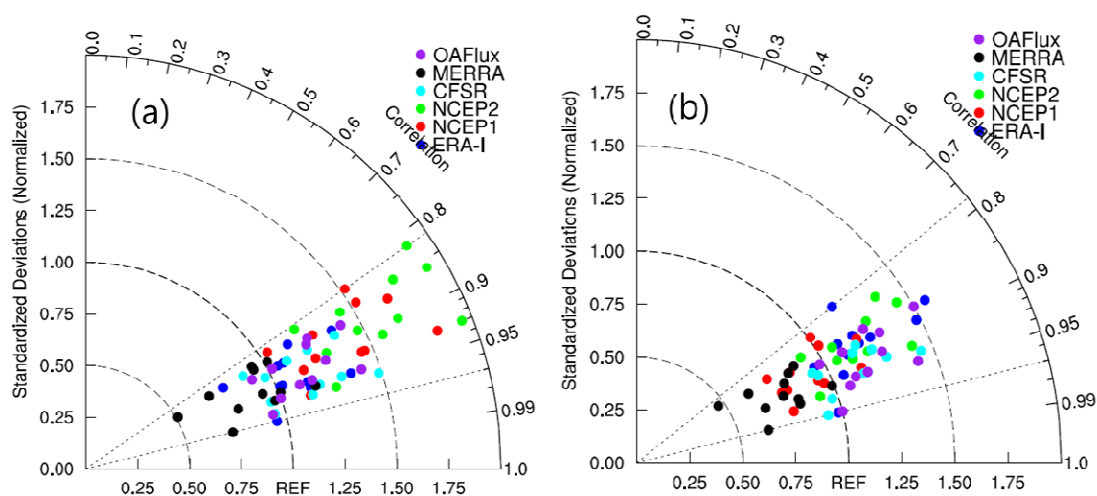 (a)
OAFlux
MERRA
CFSR
NCEP2
NCEP1
ERA-I
Correlation
0.0
0.1
0.2
0.3
0.4
0.5
0.6
0.7
0.8
0.9
0.95
0.99
1.0
Standardized Deviations (Normalized)
1.75
1.50
1.25
1.00
0.75
0.50
0.25
0.00
0.25
0.50
0.75
REF
1.25
1.50
1.75
(b)
OAFlux
MERRA
CFSR
NCEP2
NCEP1
ERA-I
Correlation
0.0
0.1
0.2
0.3
0.4
0.5
0.6
0.7
0.8
0.9
0.95
0.99
1.0
Standardized Deviations (Normalized)
1.75
1.50
1.25
1.00
0.75
0.50
0.25
0.00
0.25
0.50
0.75
REF
1.25
1.50
1.75